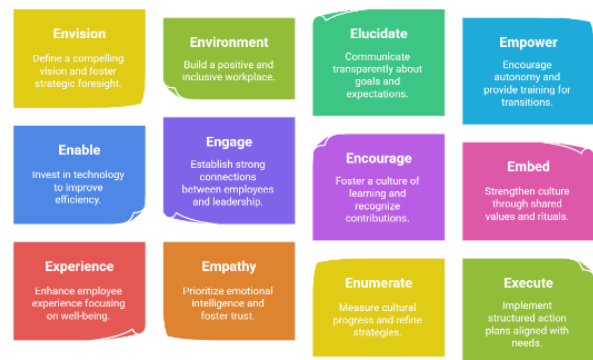 Envision
Define a compelling
vision and foster
strategic foresight.
Environment
Build a positive and
inclusive workplace.
Elucidate
Communicate
transparently about
goals and
expectations.
Empower
Encourage
autonomy and
provide training for
transitions.
Enable
Invest in technology
to improve
efficiency.
Engage
Establish strong
connections
between employees
and leadership.
Encourage
Foster a culture of
learning and
recognize
contributions.
Embed
Strengthen culture
through shared
values and rituals.
Experience
Enhance employee
experience focusing
on well-being.
Empathy
Prioritize emotional
intelligence and
foster trust.
Enumerate
Measure cultural
progress and refine
strategies.
Execute
Implement
structured action
plans aligned with
needs.